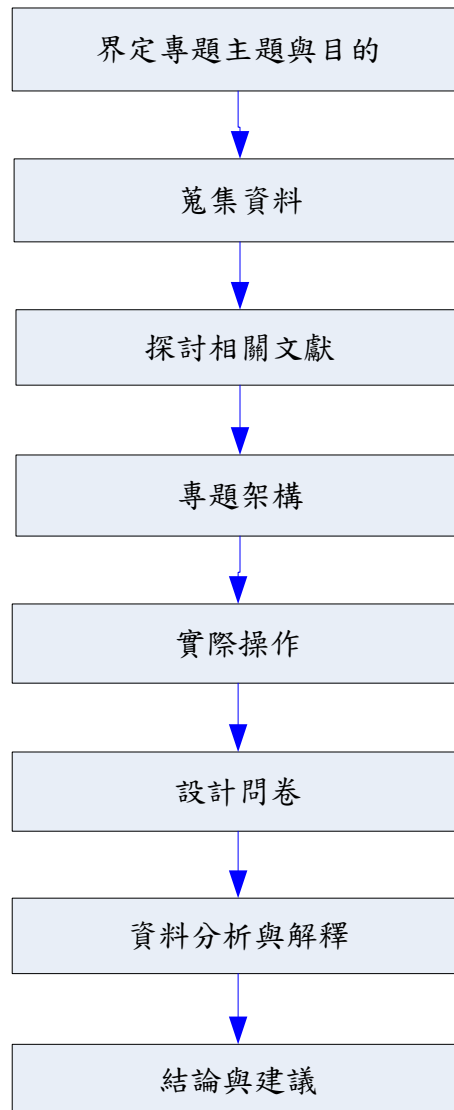 界定專題主題與目的
蒐集資料
探討相關文獻
專題架構
實際操作
設計問卷
資料分析與解釋
結論與建議